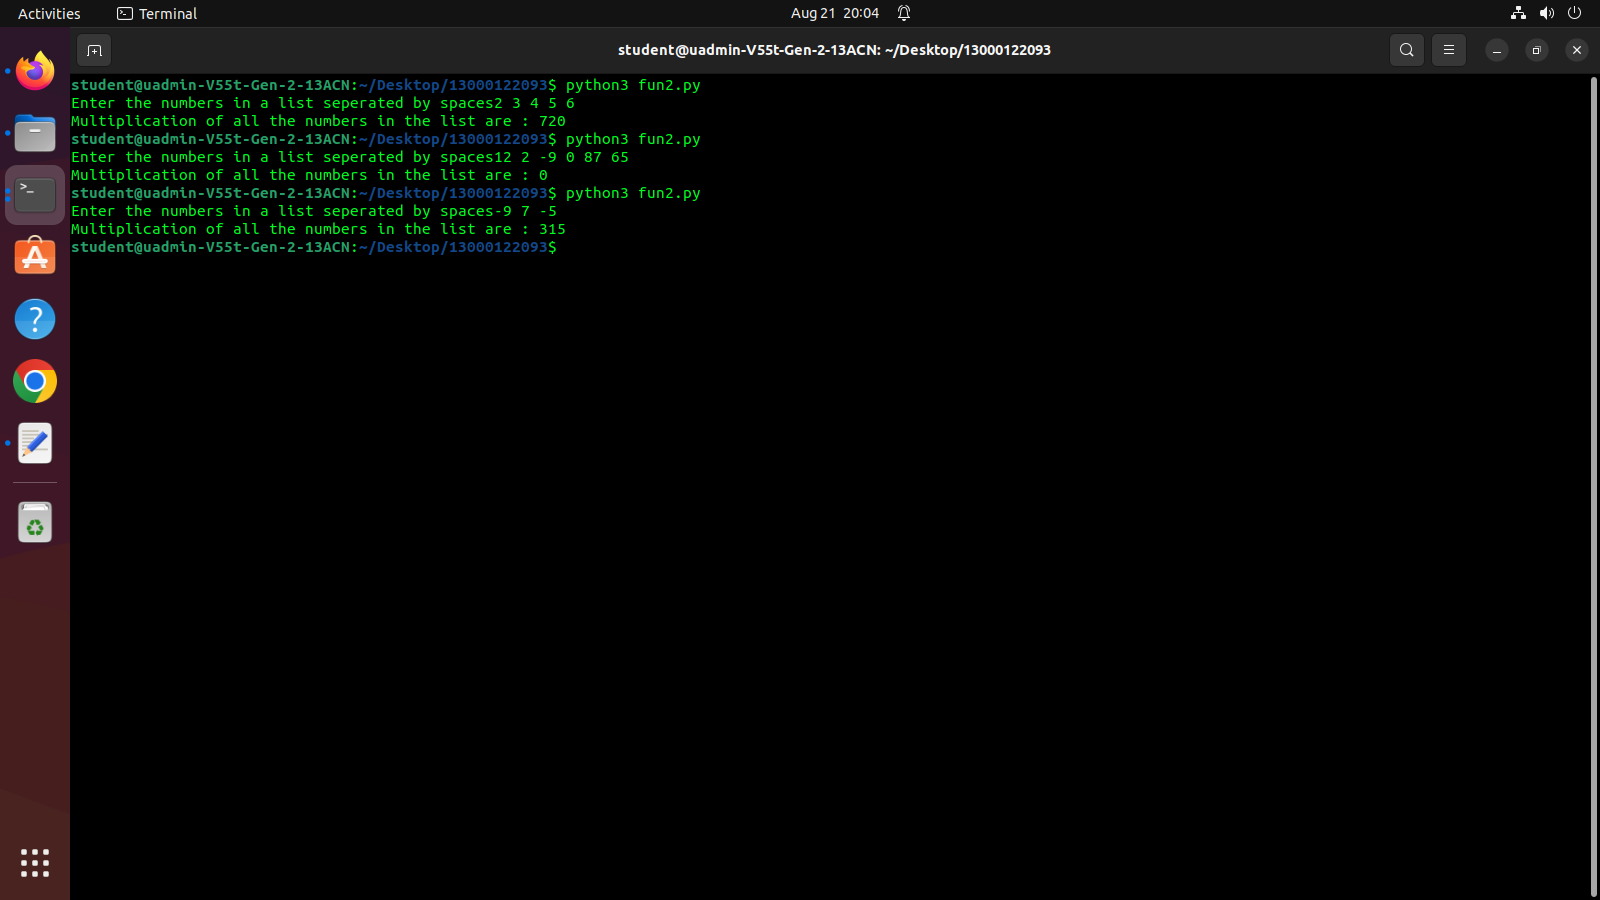 Activities
Terminal
Aug 21 20:04
student@uadmin-V55t-Gen-2-13ACN: ~/Desktop/13000122093
student@uadmin-V55t-Gen-2-13ACN:~/Desktop/13000122093$ python3 fun2.py
Enter the numbers in a list seperated by spaces2 3 4 5 6
Multiplication of all the numbers in the list are : 720
student@uadmin-V55t-Gen-2-13ACN:~/Desktop/13000122093$ python3 fun2.py
Enter the numbers in a list seperated by spaces12 2 -9 0 87 65
Multiplication of all the numbers in the list are : 0
student@uadmin-V55t-Gen-2-13ACN:~/Desktop/13000122093$ python3 fun2.py
Enter the numbers in a list seperated by spaces-9 7 -5
Multiplication of all the numbers in the list are : 315
student@uadmin-V55t-Gen-2-13ACN:~/Desktop/13000122093$